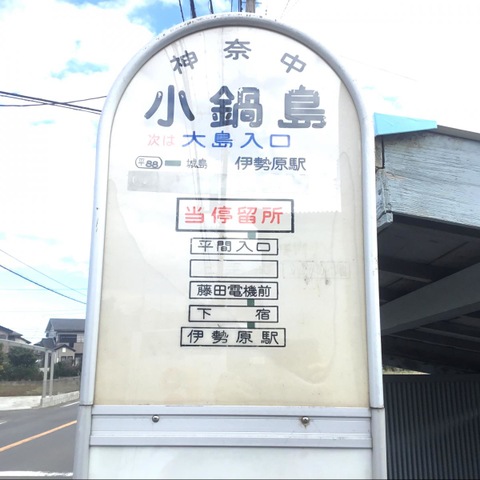 神奈中
小鍋島
次は 大島入口
平88 城島 伊勢原駅
当停留所
平間入口
藤田電機前
下宿
伊勢原駅